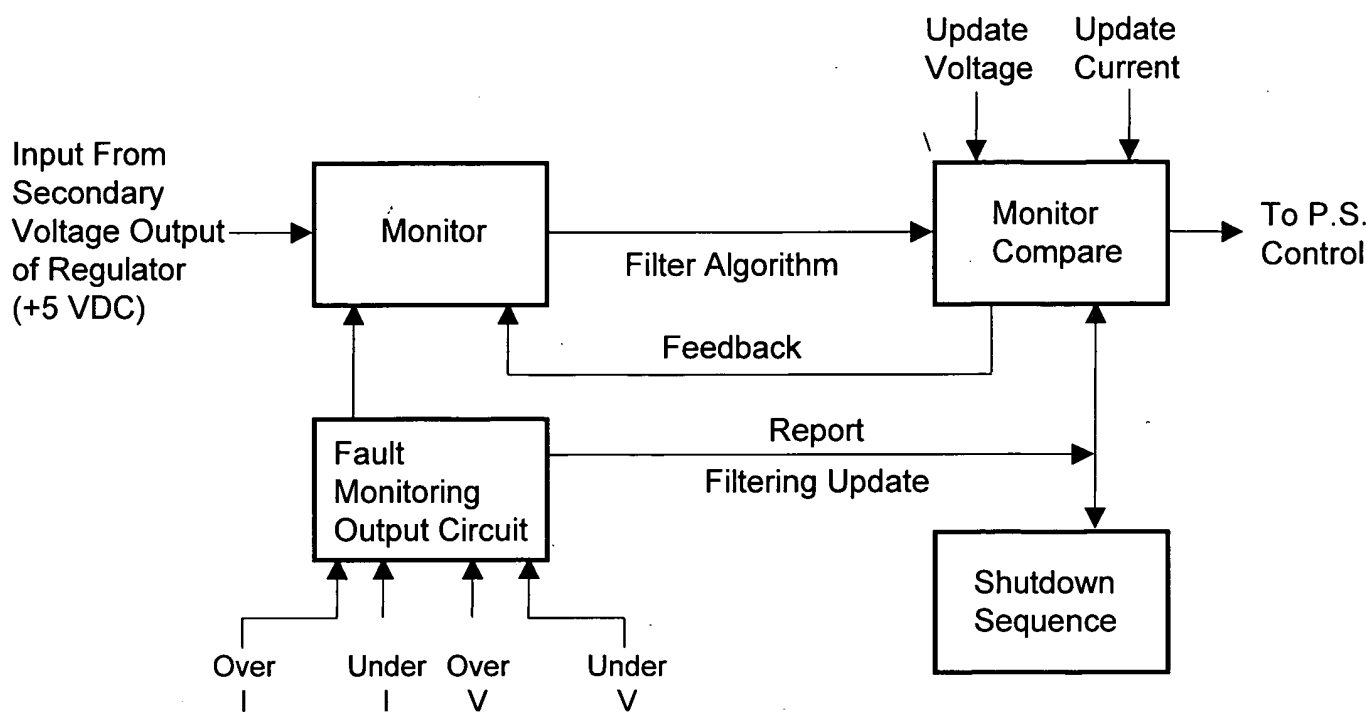 Update
Voltage
Update
Current
Input From
Secondary
Voltage Output
of Regulator
(+5 VDC)
Monitor
Filter Algorithm
Monitor
Compare
To P.S.
Control
Feedback
Fault
Monitoring
Output Circuit
Report
Filtering Update
Shutdown
Sequence
Over
I
Under
I
Over
V
Under
V